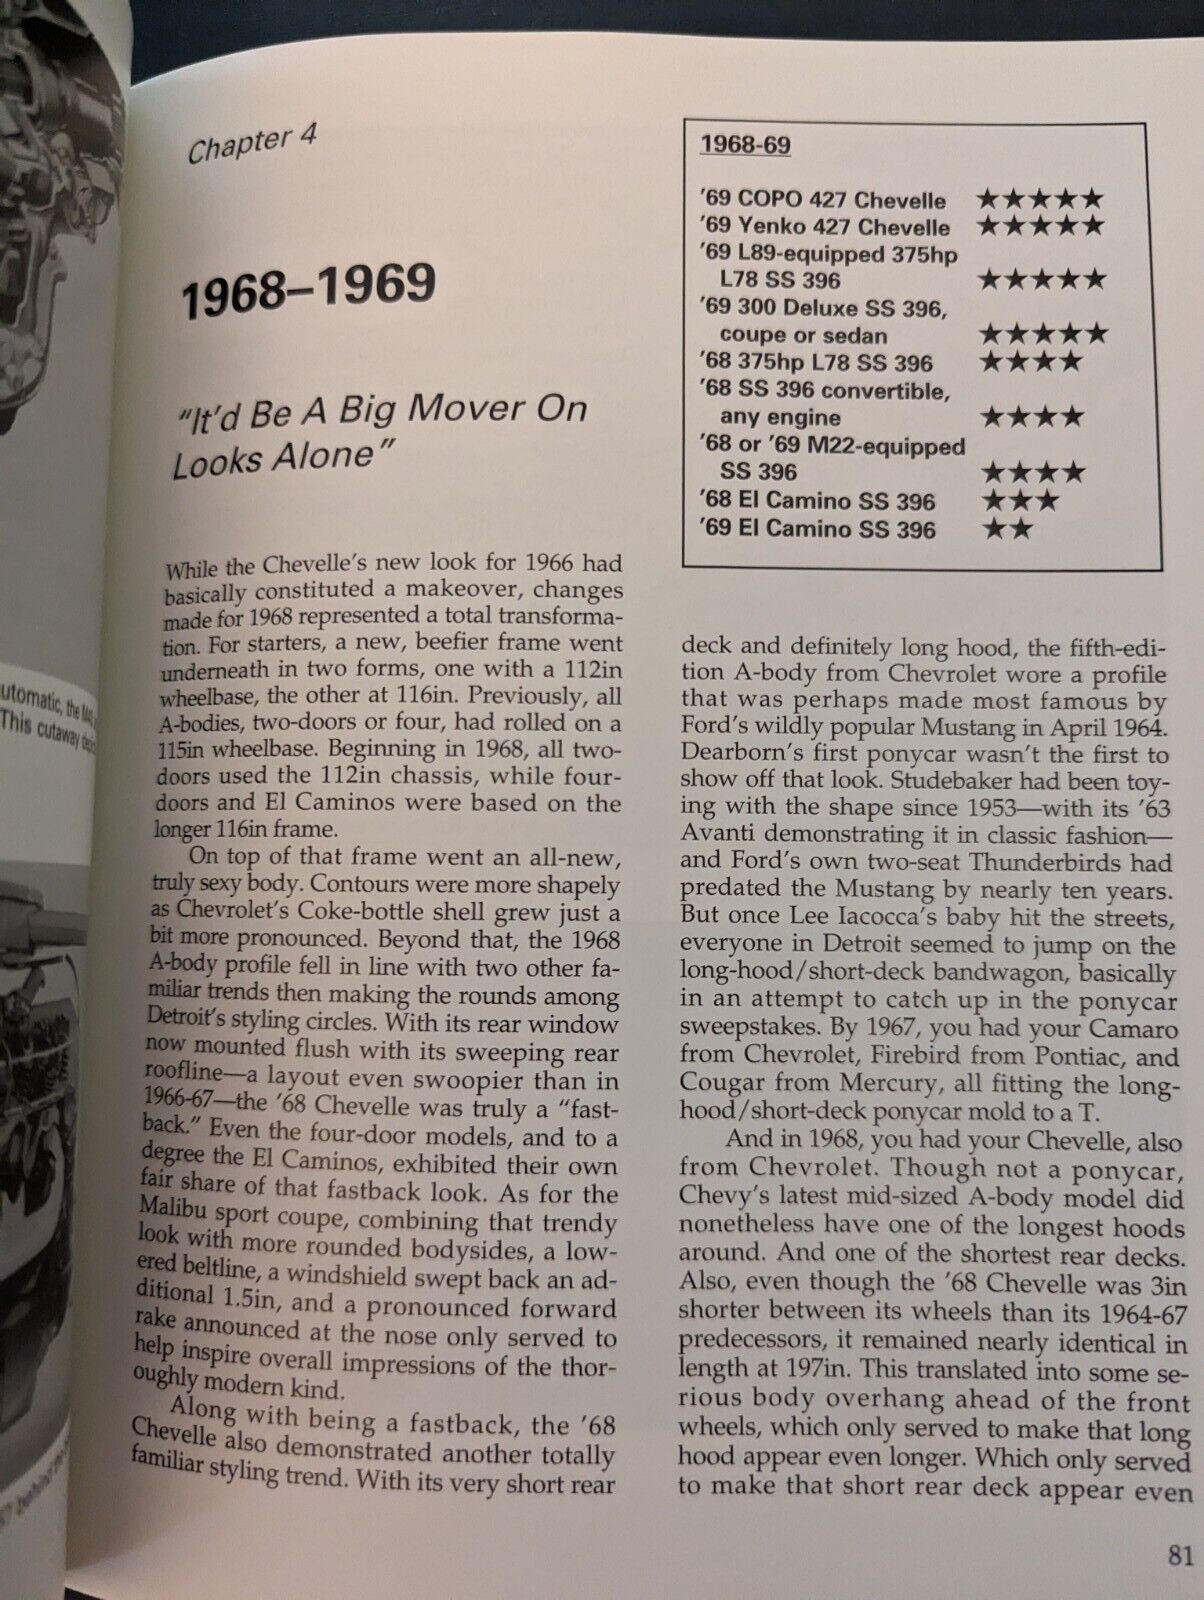 utomatic, the M40,
This cutaway
Chapter 4
1968–1969
"It'd Be A Big Mover On
Looks Alone"
While the Chevelle's new look for 1966 had
basically constituted a makeover, changes
made for 1968 represented a total transforma-
tion. For starters, a new, beefier frame went
underneath in two forms, one with a 112in
wheelbase, the other at 116in. Previously, all
A-bodies, two-doors or four, had rolled on a
115in wheelbase. Beginning in 1968, all two-
doors used the 112in chassis, while four-
doors and El Caminos were based on the
longer 116in frame.
On top of that frame went an all-new,
truly sexy body. Contours were more shapely
as Chevrolet's Coke-bottle shell grew just a
bit more pronounced. Beyond that, the 1968
A-body profile fell in line with two other fa-
miliar trends then making the rounds among
Detroit's styling circles. With its rear window
now mounted flush with its sweeping rear
roofline—a layout even swoopier than in
1966-67—the '68 Chevelle was truly a "fast-
back." Even the four-door models, and to a
degree the El Caminos, exhibited their own
fair share of that fastback look. As for the
Malibu sport coupe, combining that trendy
look with more rounded bodysides, a low-
ered beltline, a windshield swept back an ad-
ditional 1.5in, and a pronounced forward
rake announced at the nose only served to
help inspire overall impressions of the thor-
oughly modern kind.
Along with being a fastback, the '68
Chevelle also demonstrated another totally
familiar styling trend. With its very short rear
1968-69
'69 COPO 427 Chevelle ★★★★★
'69 Yenko 427 Chevelle ★★★★★
'69 L89-equipped 375hp
L78 SS 396 ★★★★★
'69 300 Deluxe SS 396,
coupe or sedan ★★★★★
'68 375hp L78 SS 396 ★★★★
'68 SS 396 convertible,
any engine ★★★★
'68 or '69 M22-equipped
SS 396 ★★★★
'68 El Camino SS 396 ★★★
'69 El Camino SS 396 ★★
deck and definitely long hood, the fifth-edi-
tion A-body from Chevrolet wore a profile
that was perhaps made most famous by
Ford's wildly popular Mustang in April 1964.
Dearborn's first ponycar wasn't the first to
show off that look. Studebaker had been toy-
ing with the shape since 1953—with its '63
Avanti demonstrating it in classic fashion—
and Ford's own two-seat Thunderbirds had
predated the Mustang by nearly ten years.
But once Lee Iacocca's baby hit the streets,
everyone in Detroit seemed to jump on the
long-hood/short-deck bandwagon, basically
in an attempt to catch up in the ponycar
sweepstakes. By 1967, you had your Camaro
from Chevrolet, Firebird from Pontiac, and
Cougar from Mercury, all fitting the long-
hood/short-deck ponycar mold to a T.
And in 1968, you had your Chevelle, also
from Chevrolet. Though not a ponycar,
Chevy's latest mid-sized A-body model did
nonetheless have one of the longest hoods
around. And one of the shortest rear decks.
Also, even though the '68 Chevelle was 3in
shorter between its wheels than its 1964-67
predecessors, it remained nearly identical in
length at 197in. This translated into some se-
rious body overhang ahead of the front
wheels, which only served to make that long
hood appear even longer. Which only served
to make that short rear deck appear even
81